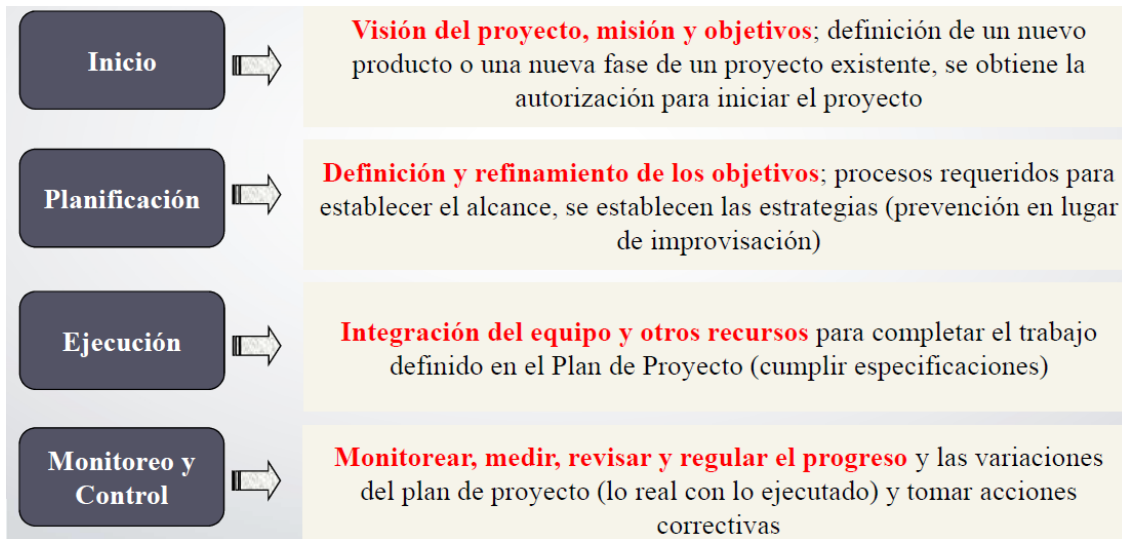 Inicio
Visión del proyecto, misión y objetivos; definición de un nuevo
producto o una nueva fase de un proyecto existente, se obtiene la
autorización para iniciar el proyecto
Planificación
Definición y refinamiento de los objetivos; procesos requeridos para
establecer el alcance, se establecen las estrategias (prevención en lugar
de improvisación)
Ejecución
Integración del equipo y otros recursos para completar el trabajo
definido en el Plan de Proyecto (cumplir especificaciones)
Monitoreo y
Control
Monitorear, medir, revisar y regular el progreso y las variaciones
del plan de proyecto (lo real con lo ejecutado) y tomar acciones
correctivas